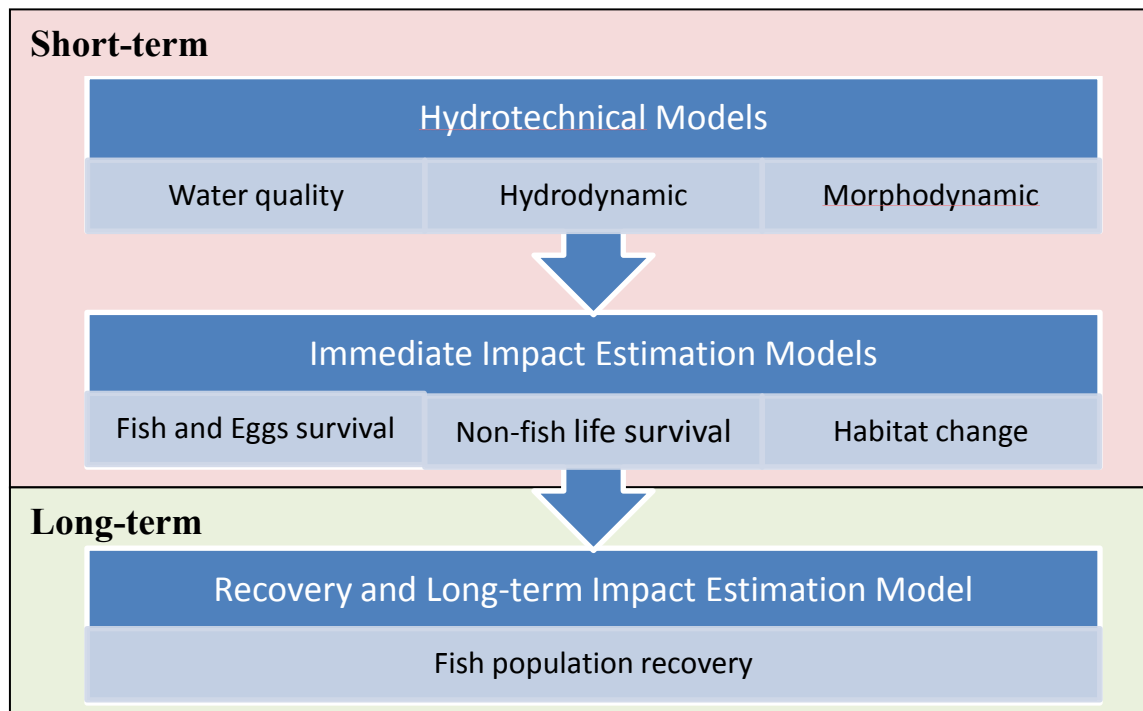 Short-term
Hydrotechnical Models
Water quality
Hydrodynamic
Morphodynamic
Immediate Impact Estimation Models
Fish and Eggs survival
Non-fish life survival
Habitat change
Long-term
Recovery and Long-term Impact Estimation Model
Fish population recovery